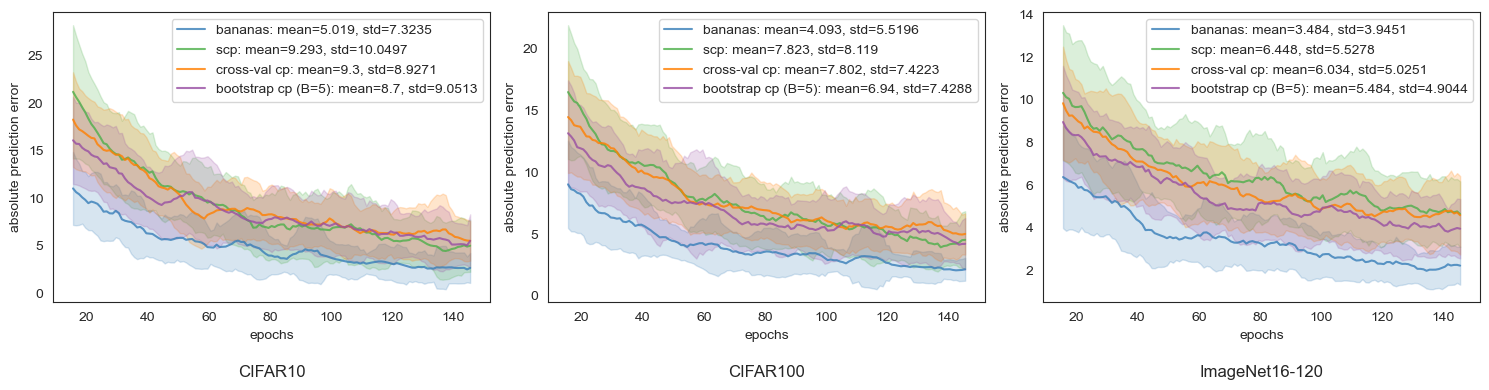 bananas: mean=5.019, std=7.3235
scp: mean=9.293, std=10.0497
cross-val cp: mean=9.3, std=8.9271
bootstrap cp (B=5): mean=8.7, std=9.0513
absolute prediction error
25
20
15
10
5
0
20 40 60 80 100 120 140
epochs
CIFAR10
bananas: mean=4.093, std=5.5196
scp: mean=7.823, std=8.119
cross-val cp: mean=7.802, std=7.4223
bootstrap cp (B=5): mean=6.94, std=7.4288
absolute prediction error
20
15
10
5
0
20 40 60 80 100 120 140
epochs
CIFAR100
bananas: mean=3.484, std=3.9451
scp: mean=6.448, std=5.5278
cross-val cp: mean=6.034, std=5.0251
bootstrap cp (B=5): mean=5.484, std=4.9044
absolute prediction error
14
12
10
8
6
4
2
20 40 60 80 100 120 140
epochs
ImageNet16-120